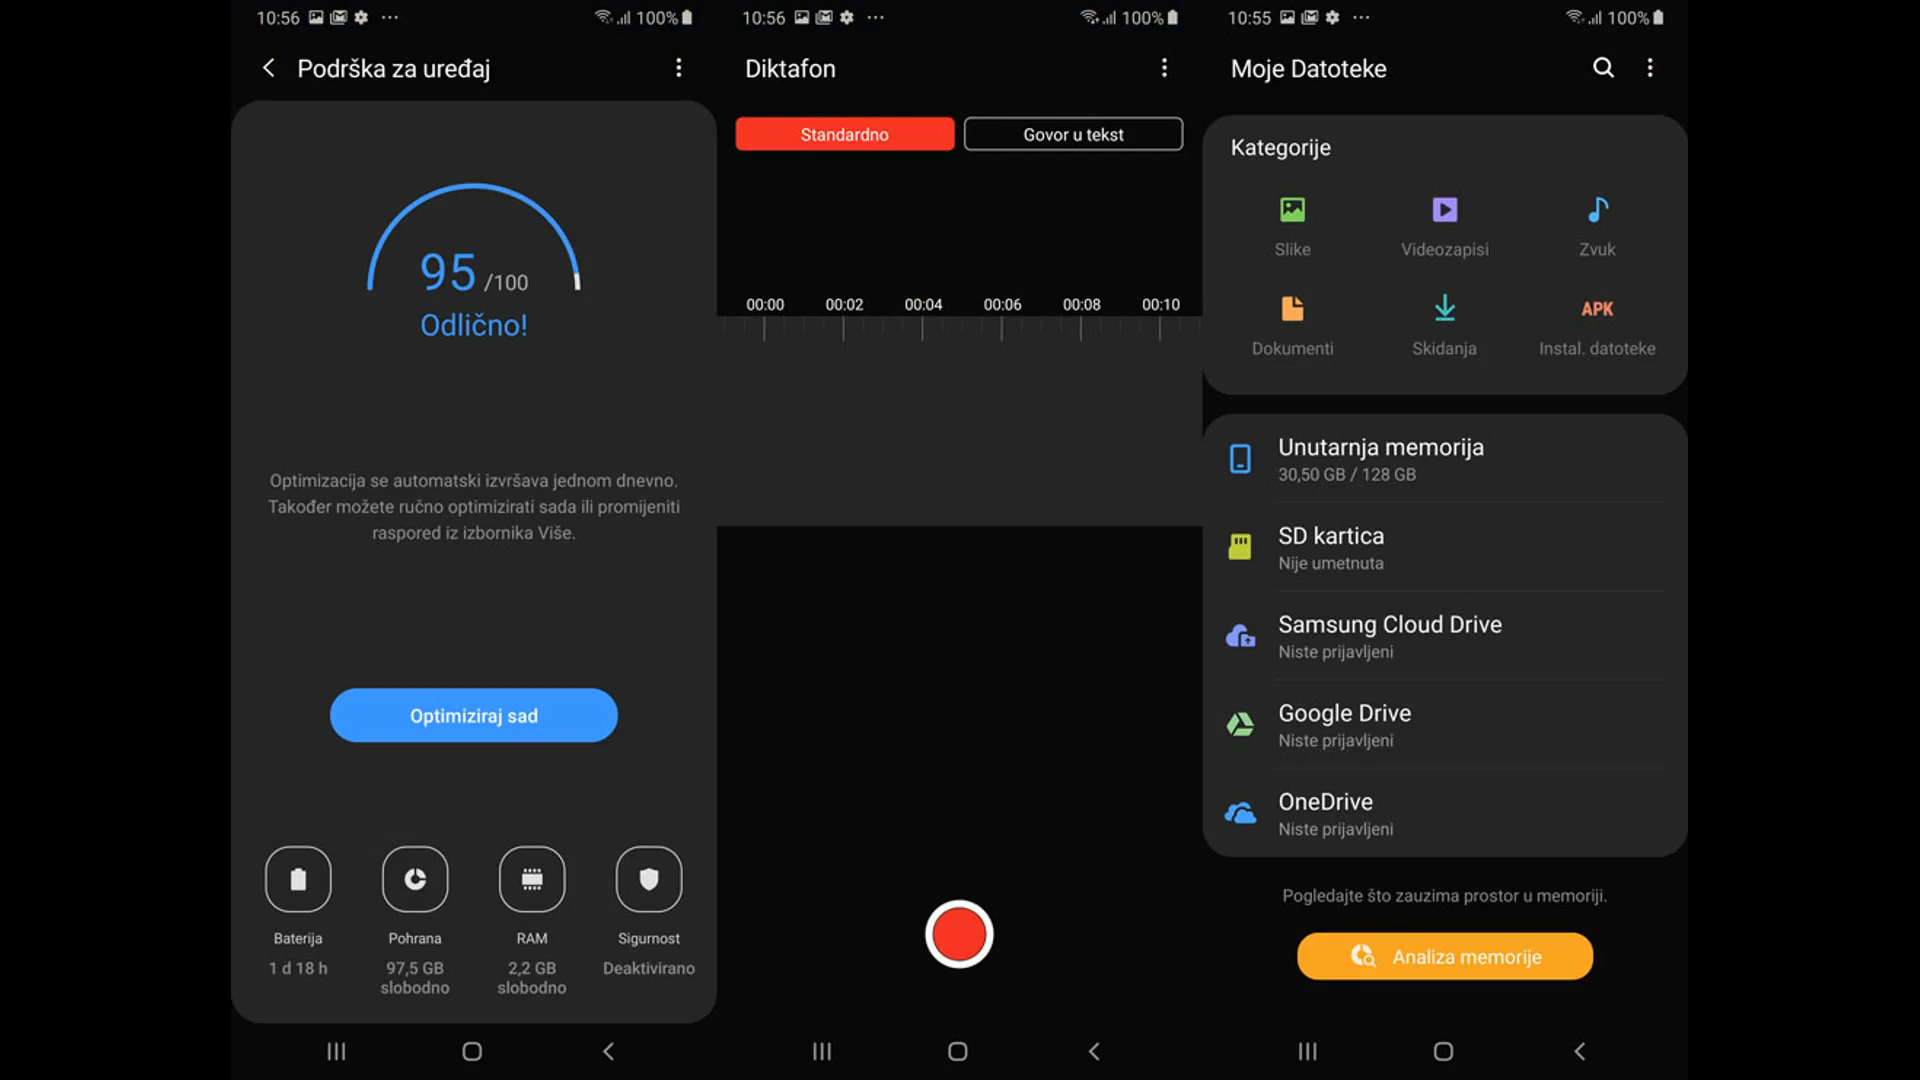 10:56
100%
Podrška za uređaj
95 /100
Odlično!
Optimizacija se automatski izvršava jednom dnevno.
Također možete ručno optimizirati sada ili promijeniti
raspored iz izbornika Više.
Optimiziraj sad
Baterija
1 d 18 h
Pohrana
97,5 GB
slobodno
RAM
2,2 GB
slobodno
Sigurnost
Deaktivirano
10:56
100%
Diktafon
Standardno
Govor u tekst
00:00 00:02 00:04 00:06 00:08 00:10
10:55
100%
Moje Datoteke
Kategorije
Slike
Videozapisi
Zvuk
Dokumenti
Skidanja
APK
Instal. datoteke
Unutarnja memorija
30,50 GB / 128 GB
SD kartica
Nije umetnuta
Samsung Cloud Drive
Niste prijavljeni
Google Drive
Niste prijavljeni
OneDrive
Niste prijavljeni
Pogledajte što zauzima prostor u memoriji.
Analiza memorije